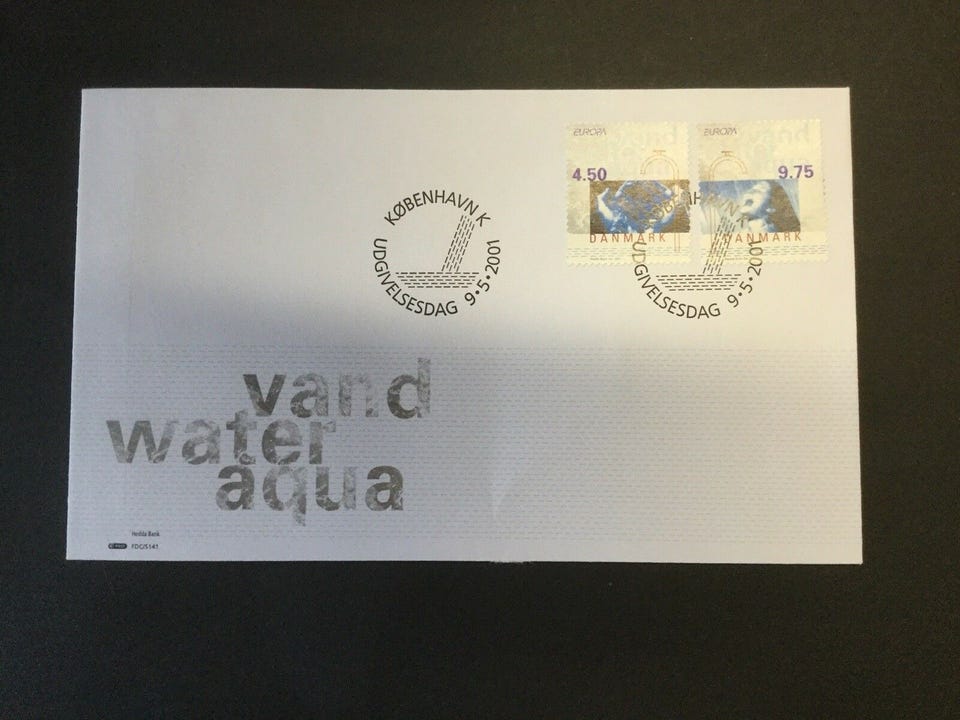 EUROPA
4.50
DANMARK
EUROPA
9.75
DANMARK
KØBENHAVN K
UDGIVELSESDAG 9.5.2001
KØBENHAVN K
UDGIVELSESDAG 9.5.2001
vand
water
aqua
Hedda Bank
FDC/S141